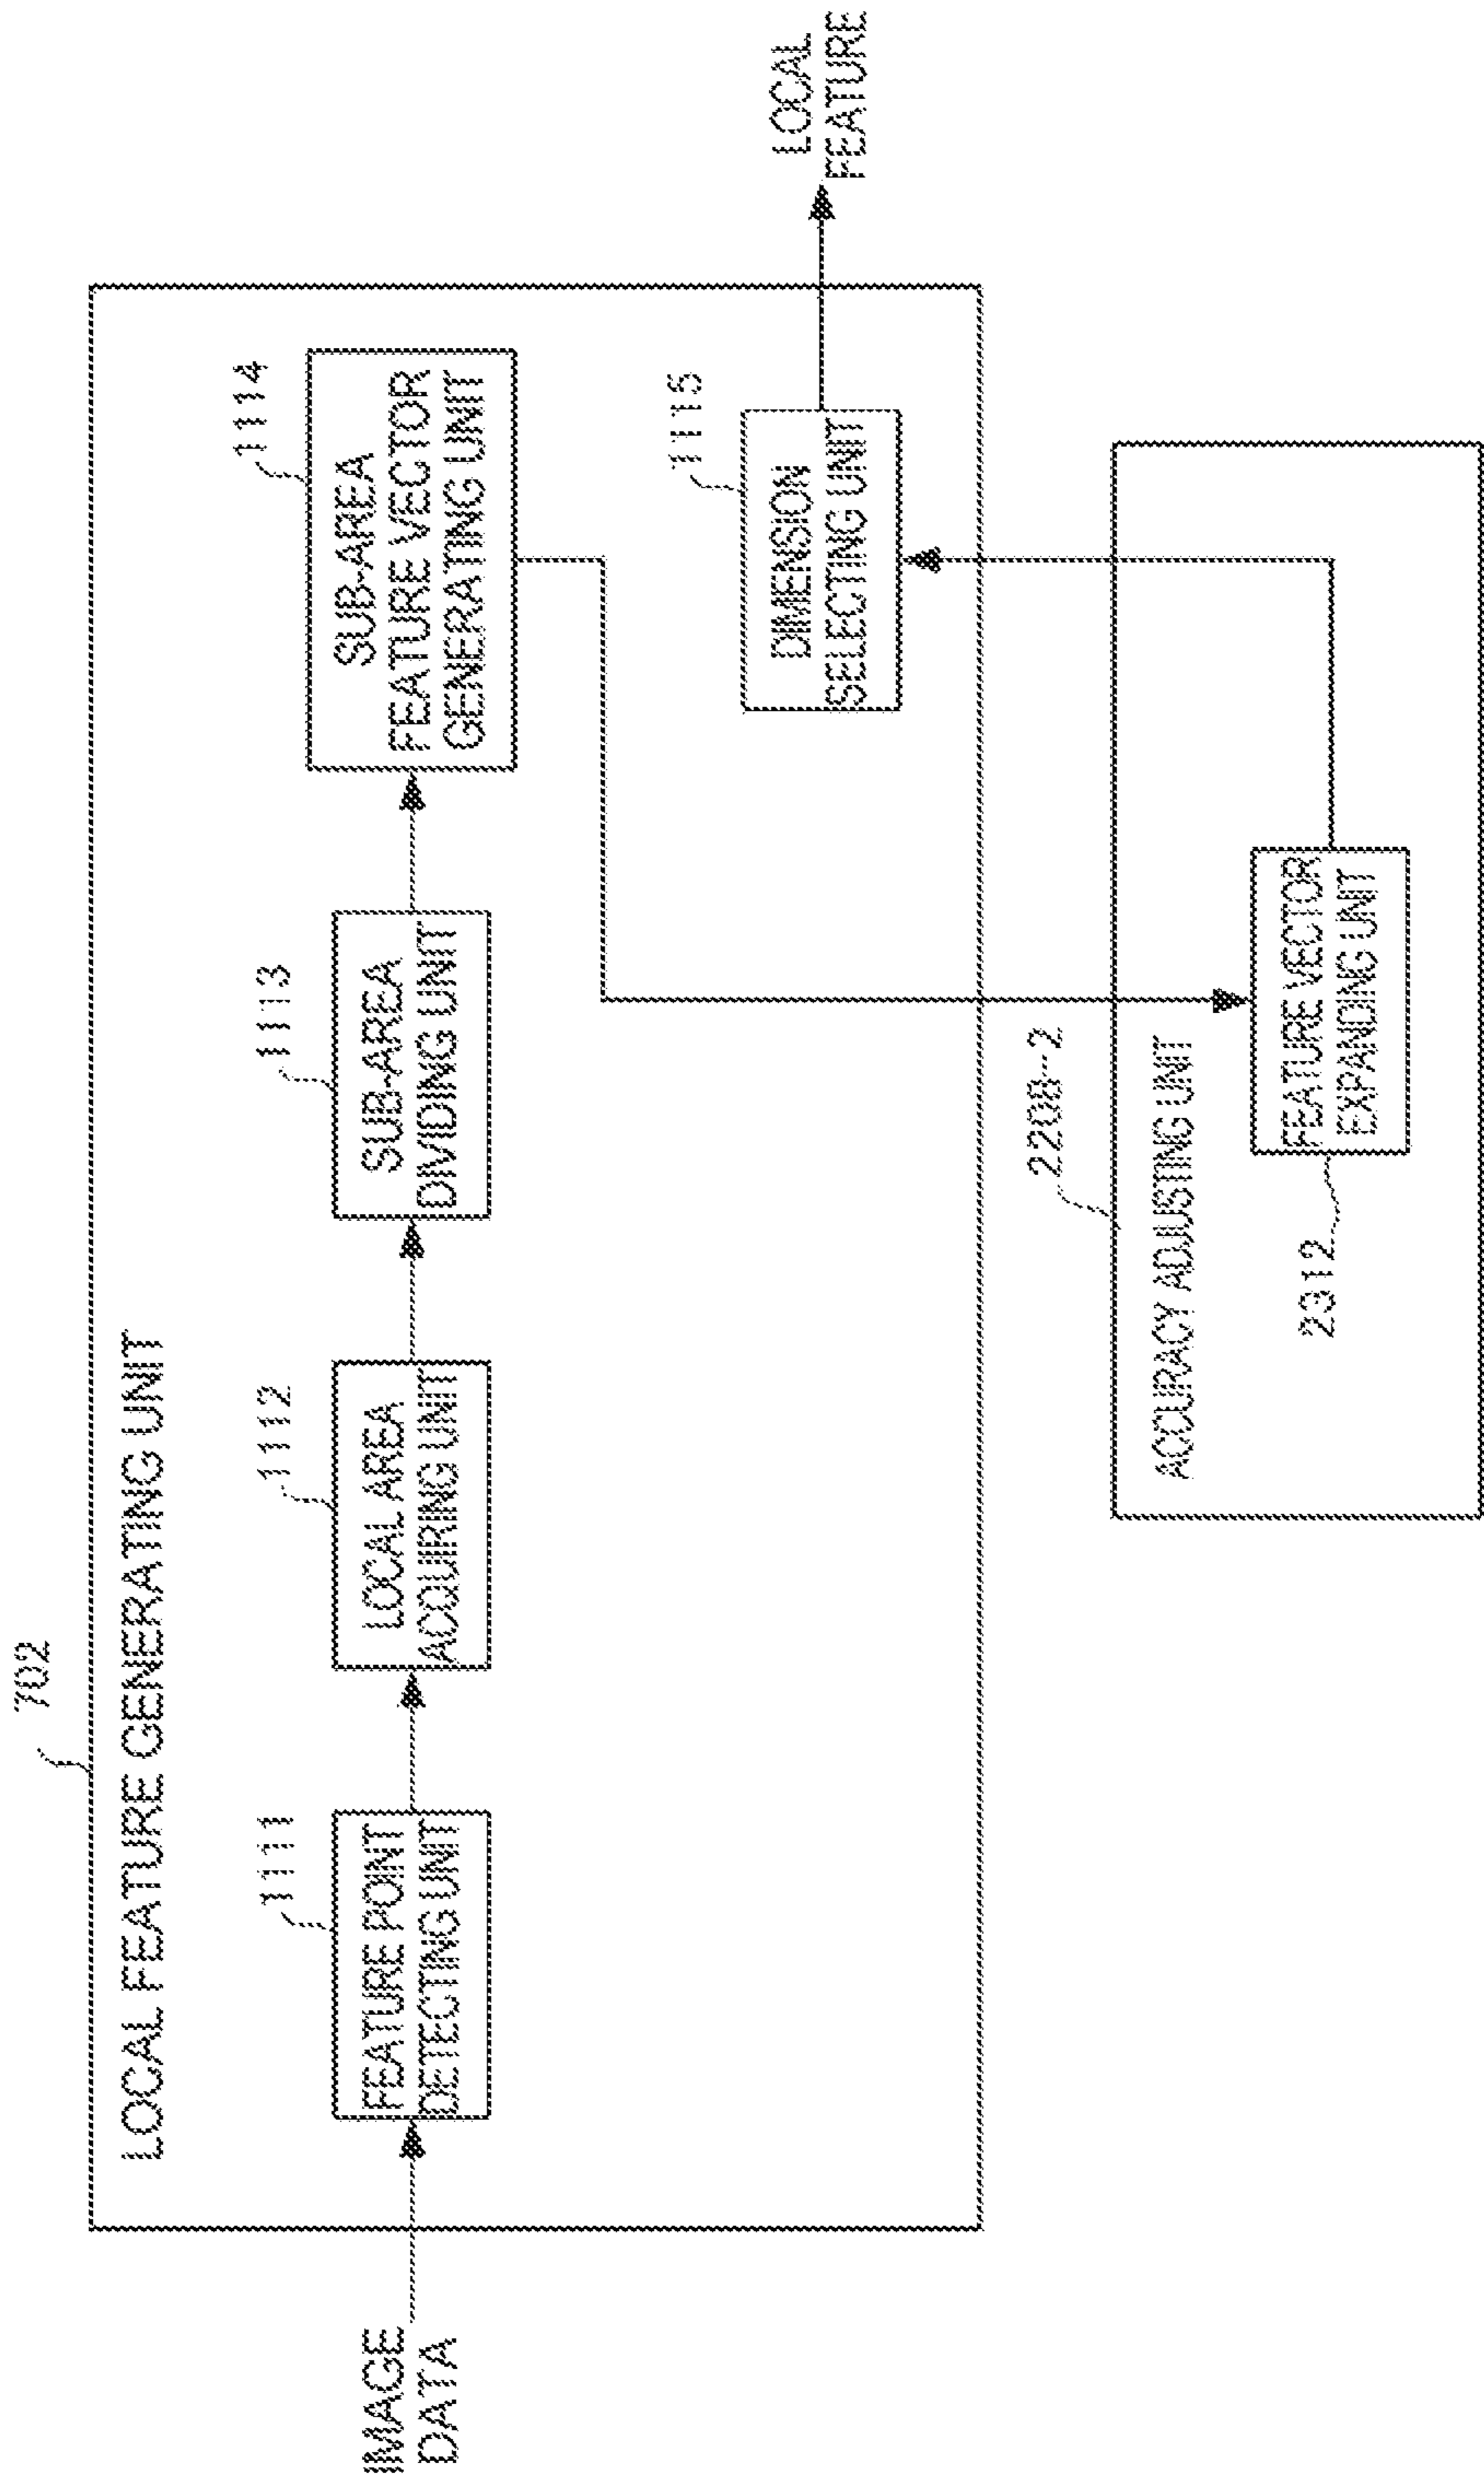 702
LOCAL FEATURE GENERATING UNIT
IMAGE
DATA
1111
FEATURE POINT
DETECTING UNIT
1112
LOCAL AREA
ACQUIRING UNIT
1113
SUB-AREA
DIVIDING UNIT
1114
SUB-AREA
FEATURE VECTOR
GENERATING UNIT
1115
DIMENSION
SELECTING UNIT
LOCAL
FEATURE
2208-2
ACCURACY ADJUSTING UNIT
2312
FEATURE VECTOR
EXPANDING UNIT